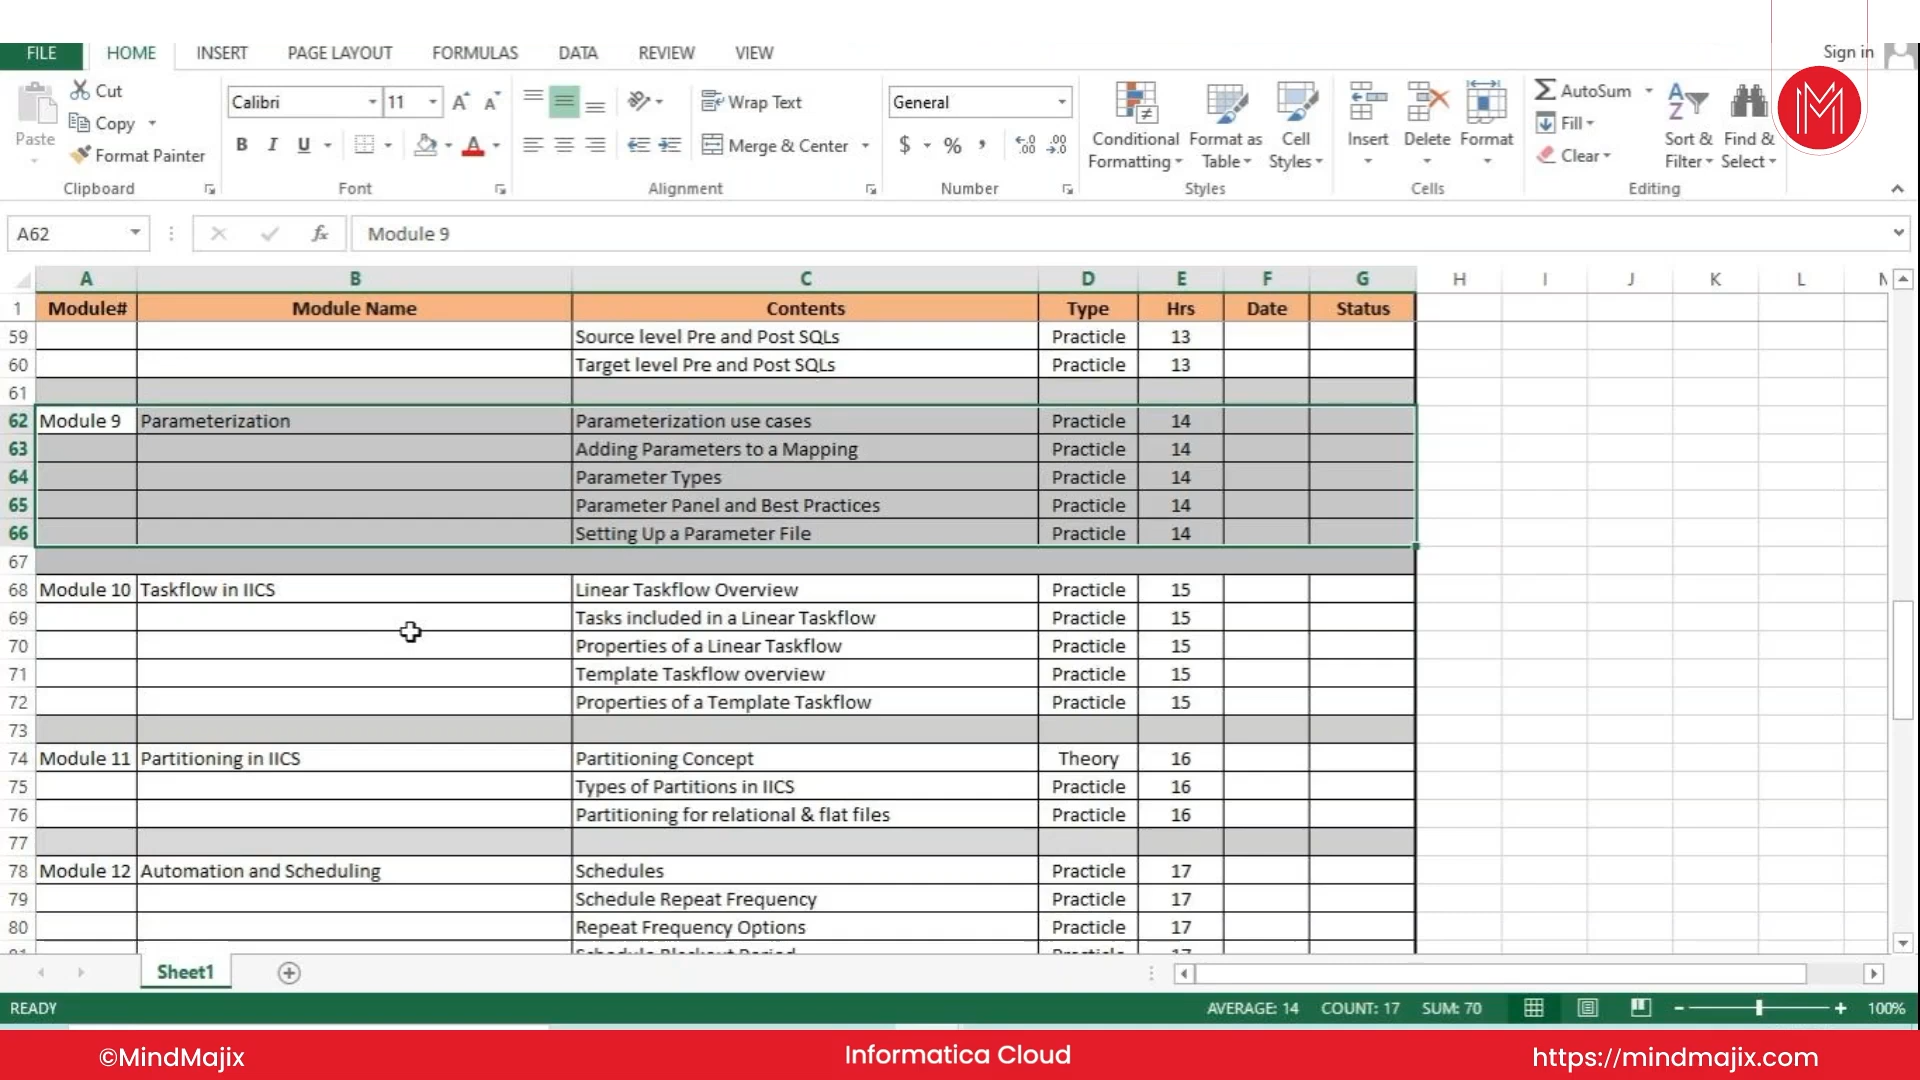 FILE HOME INSERT PAGE LAYOUT FORMULAS DATA REVIEW VIEW Sign in
Cut
Copy
Format Painter
Paste
Clipboard
Calibri 11
B I U
Font
Wrap Text
Merge & Center
Alignment
General
$ % ,
Number
Conditional Formatting
Format as Table
Cell Styles
Styles
Insert Delete Format
Cells
AutoSum
Fill
Clear
Sort & Filter
Find & Select
Editing
M
A62 fx Module 9
A B C D E F G H I J K L
1 Module# Module Name Contents Type Hrs Date Status
59 Source level Pre and Post SQLs Practicle 13
60 Target level Pre and Post SQLs Practicle 13
61
62 Module 9 Parameterization Parameterization use cases Practicle 14
63 Adding Parameters to a Mapping Practicle 14
64 Parameter Types Practicle 14
65 Parameter Panel and Best Practices Practicle 14
66 Setting Up a Parameter File Practicle 14
67
68 Module 10 Taskflow in IICS Linear Taskflow Overview Practicle 15
69 Tasks included in a Linear Taskflow Practicle 15
70 Properties of a Linear Taskflow Practicle 15
71 Template Taskflow overview Practicle 15
72 Properties of a Template Taskflow Practicle 15
73
74 Module 11 Partitioning in IICS Partitioning Concept Theory 16
75 Types of Partitions in IICS Practicle 16
76 Partitioning for relational & flat files Practicle 16
77
78 Module 12 Automation and Scheduling Schedules Practicle 17
79 Schedule Repeat Frequency Practicle 17
80 Repeat Frequency Options Practicle 17
Sheet1
READY AVERAGE: 14 COUNT: 17 SUM: 70 100%
©MindMajix Informatica Cloud https://mindmajix.com